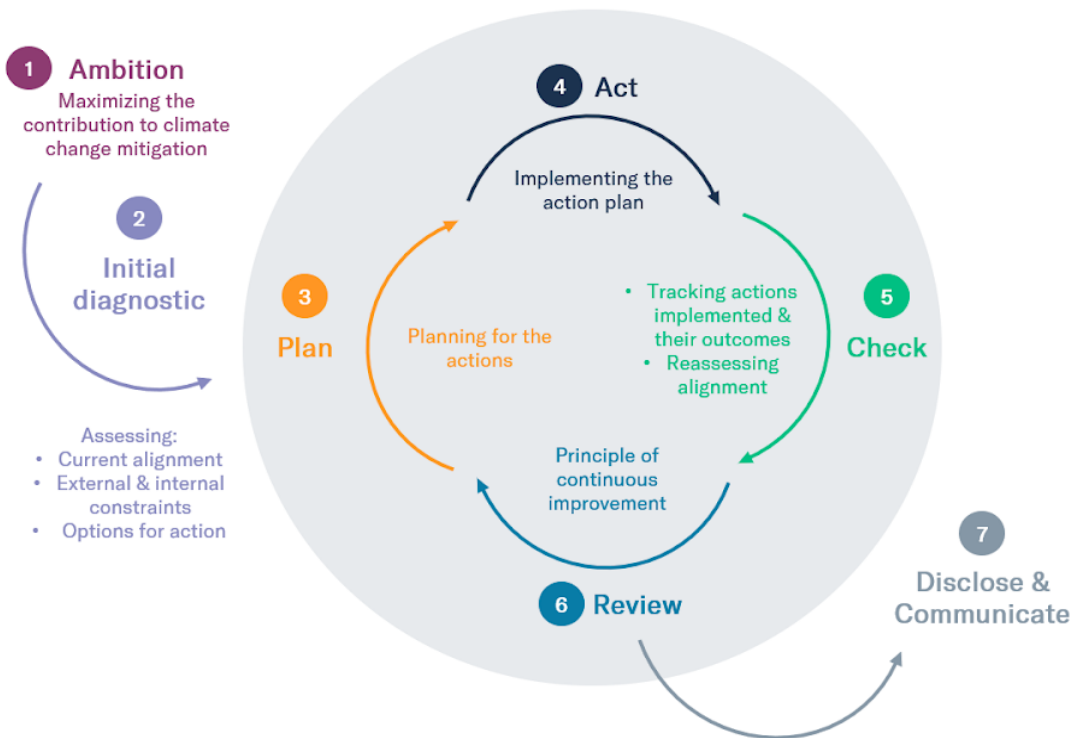 1 Ambition
Maximizing the
contribution to climate
change mitigation
2
Initial
diagnostic
Assessing:
• Current alignment
• External & internal
constraints
• Options for action
3
Plan
Planning for the
actions
4 Act
Implementing the
action plan
5
Check
• Tracking actions
implemented &
their outcomes
• Reassessing
alignment
6 Review
Principle of
continuous
improvement
7
Disclose &
Communicate